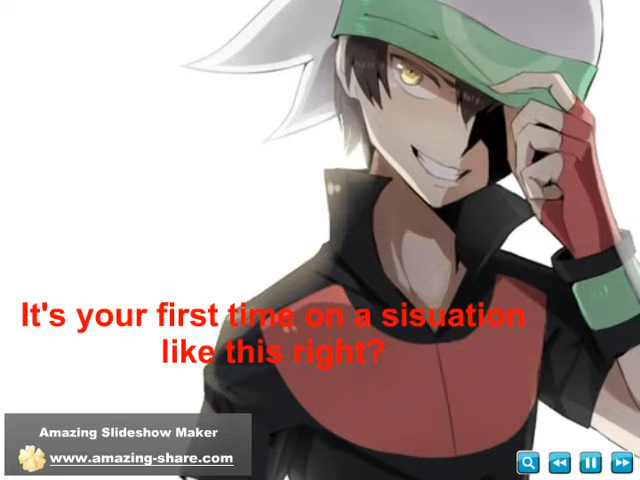 It's your first time on a sisuation
like this right?
Amazing Slideshow Maker
www.amazing-share.com